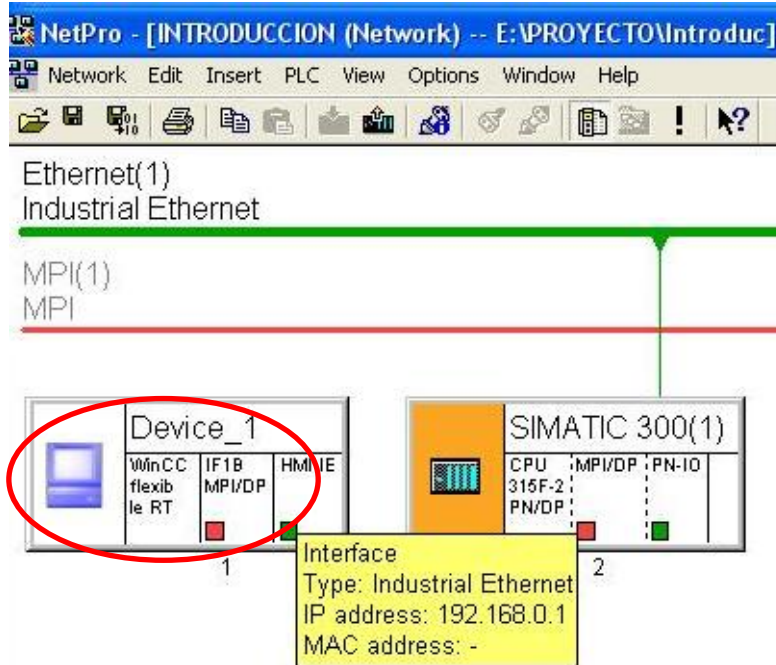 NetPro - [INTRODUCCION (Network) -- E:\PROYECTO\Introduc]
Network Edit Insert PLC View Options Window Help
Ethernet(1)
Industrial Ethernet
MPI(1)
MPI
Device_1
WinCC flexib le RT
IF1B MPI/DP
HMI IE
1
SIMATIC 300(1)
CPU 315F-2 PN/DP
MPI/DP
PN-IO
2
Interface
Type: Industrial Ethernet
IP address: 192.168.0.1
MAC address: -